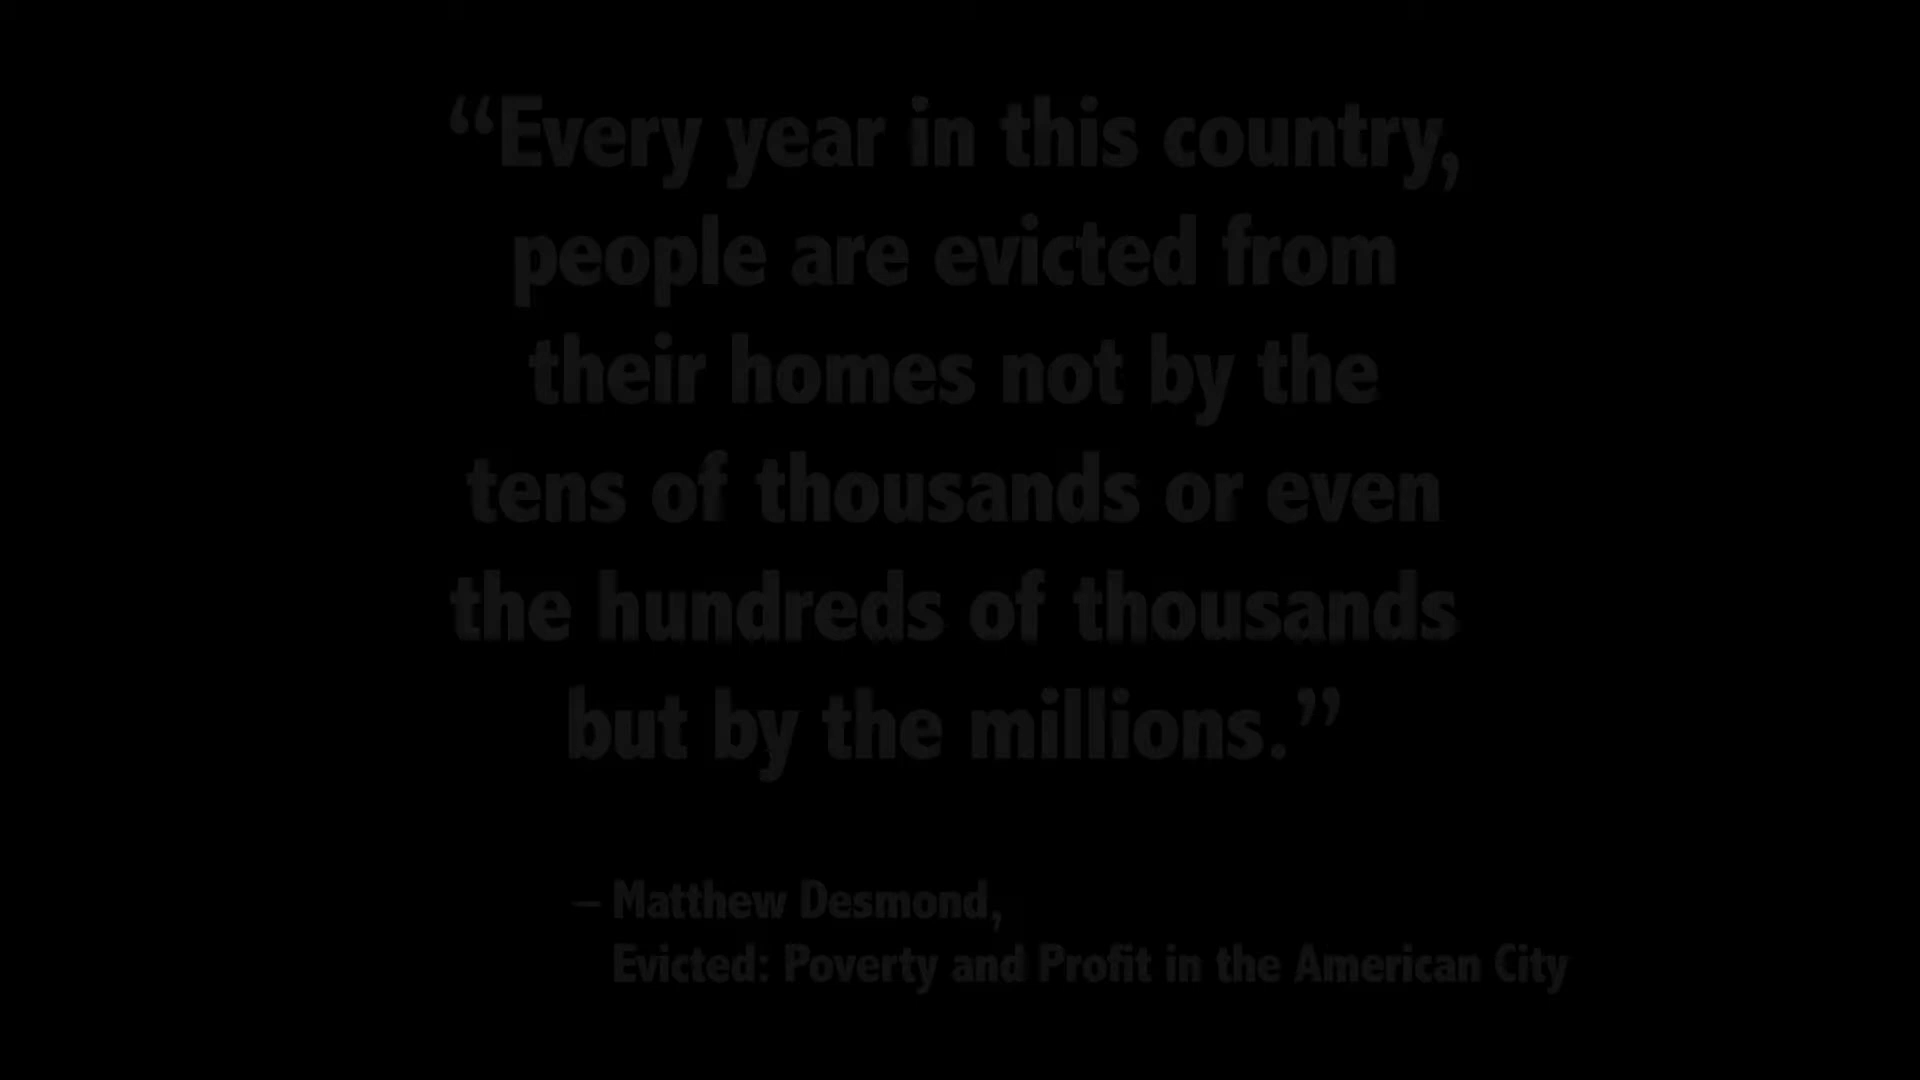 “Every year in this country,
people are evicted from
their homes not by the
tens of thousands or even
the hundreds of thousands
but by the millions.”
– Matthew Desmond,
Evicted: Poverty and Profit in the American City